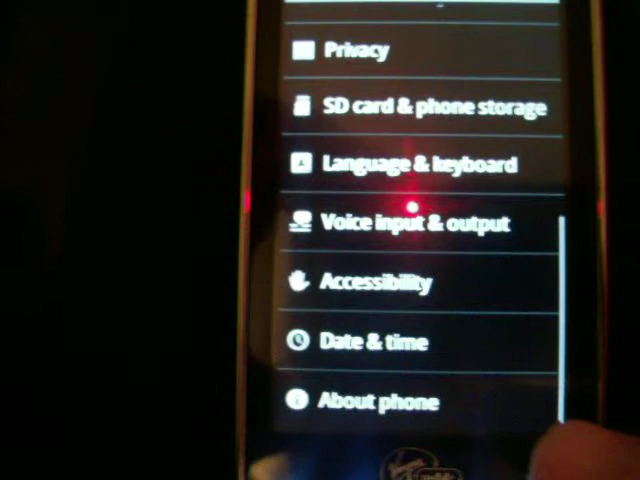 Privacy
SD card & phone storage
Language & keyboard
Voice input & output
Accessibility
Date & time
About phone